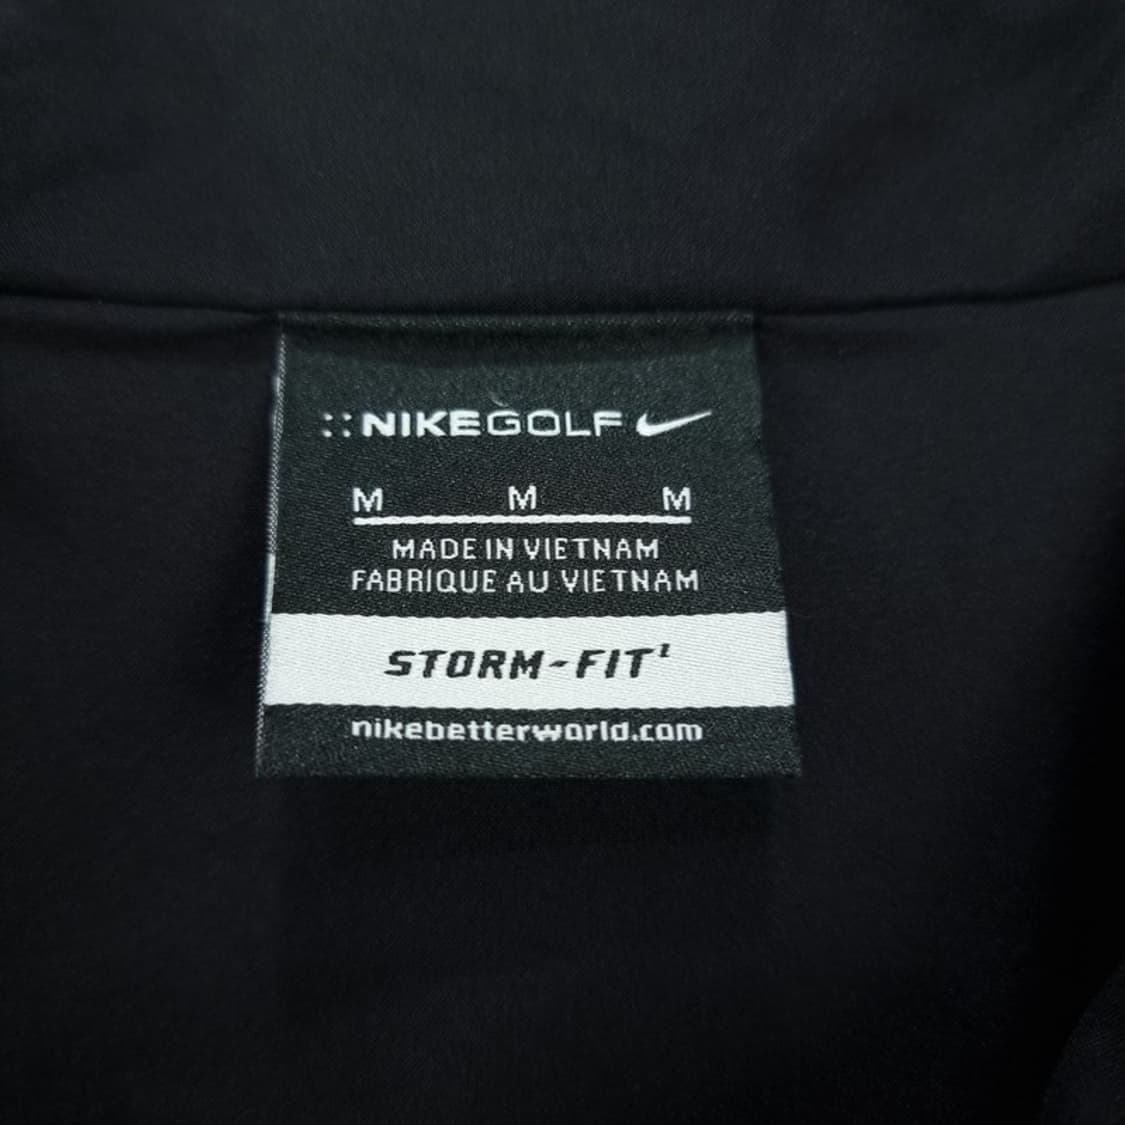 ::NIKEGOLF
M M M
MADE IN VIETNAM
FABRIQUE AU VIETNAM
STORM-FIT¹
nikebetterworld.com